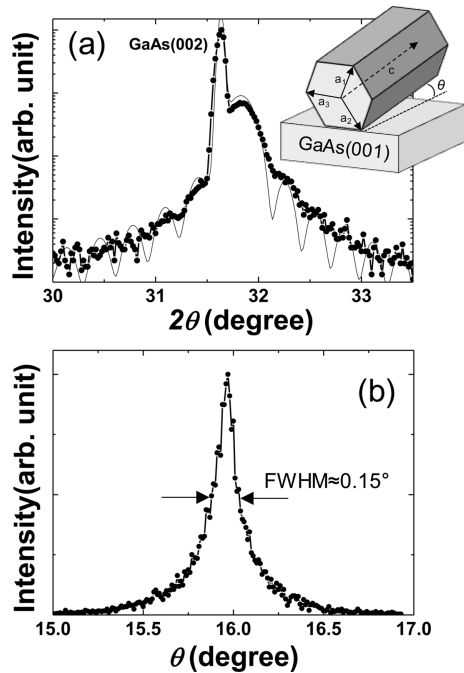 (a)
GaAs(002)
a₁
a₂
a₃
c
θ
GaAs(001)
Intensity(arb. unit)
30 31 32 33
2θ (degree)
(b)
FWHM≈0.15°
Intensity(arb. unit)
15.0 15.5 16.0 16.5 17.0
θ (degree)